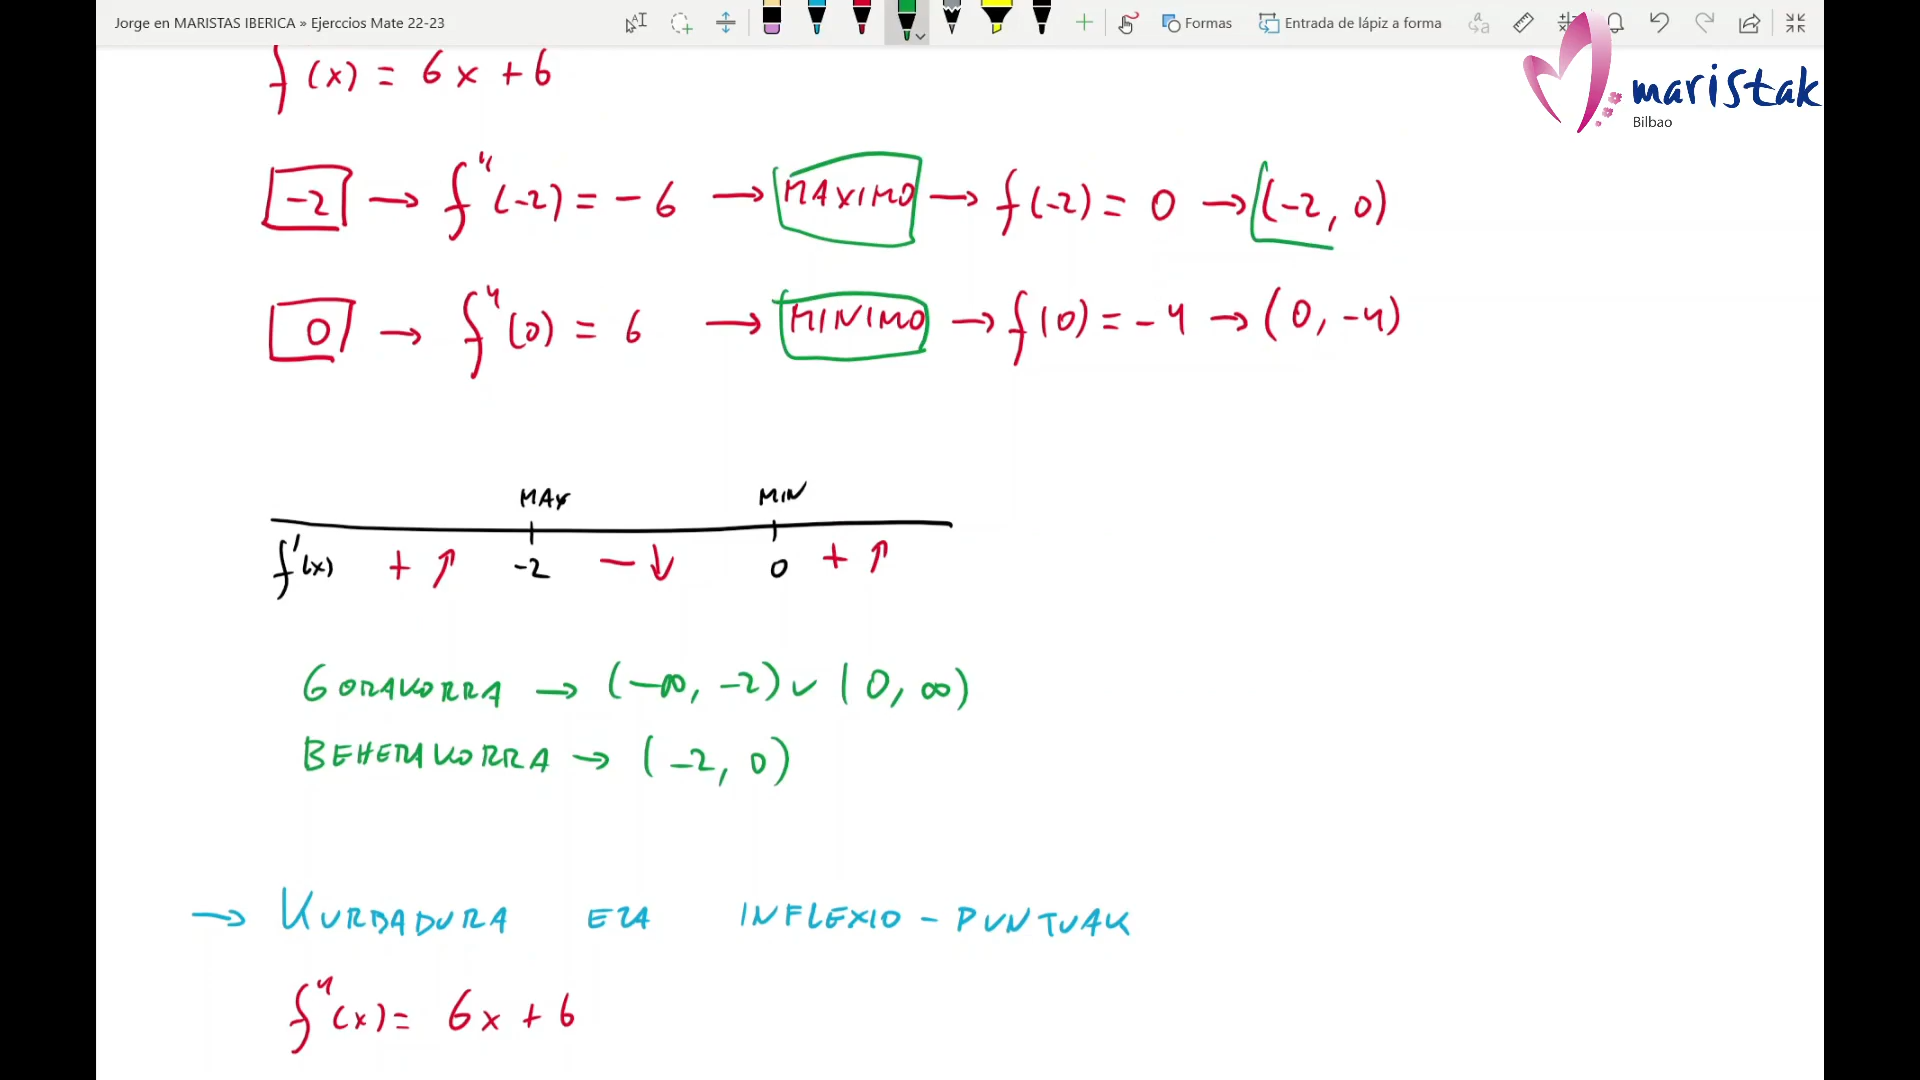 Jorge en MARISTAS IBERICA » Ejerccios Mate 22-23
Formas
Entrada de lápiz a forma
maristak
Bilbao
f (x) = 6x + 6
-2 → f''(-2) = -6 → MAXIMO → f(-2) = 0 → (-2, 0)
0 → f''(0) = 6 → MINIMO → f(0) = -4 → (0, -4)
MAX MIN
f'(x) + ↑ -2 - ↓ 0 + ↑
GORAKORRA → (-∞, -2) ∪ (0, ∞)
BEHERAKORRA → (-2, 0)
→ KURBADURA ETA INFLEXIO - PUNTUAK
f''(x) = 6x + 6